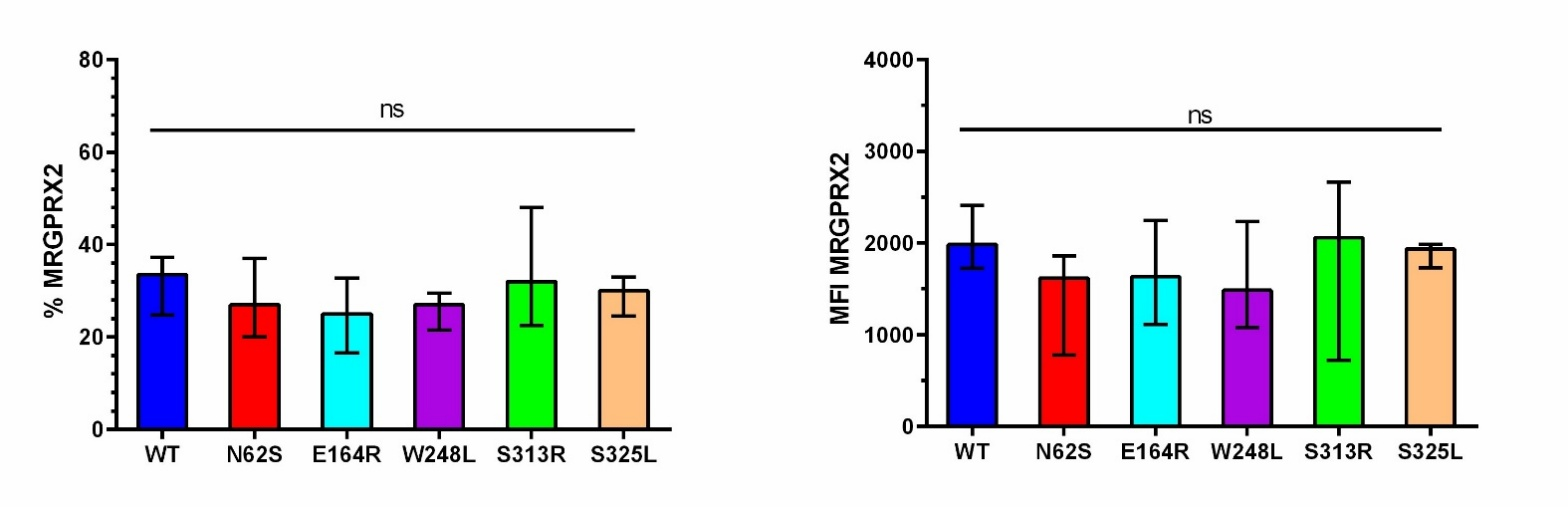 80
60
40
20
0
% MRGPRX2
ns
WT N62S E164R W248L S313R S325L
4000
3000
2000
1000
0
MFI MRGPRX2
ns
WT N62S E164R W248L S313R S325L